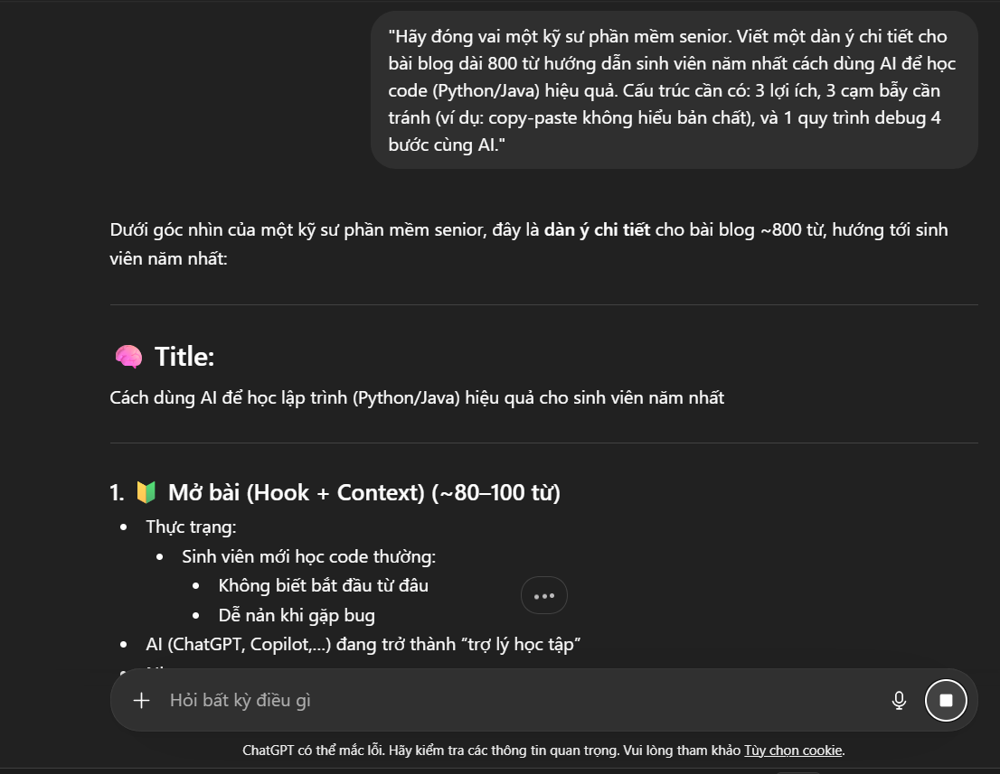 "Hãy đóng vai một kỹ sư phần mềm senior. Viết một dàn ý chi tiết cho
bài blog dài 800 từ hướng dẫn sinh viên năm nhất cách dùng AI để học
code (Python/Java) hiệu quả. Cấu trúc cần có: 3 lợi ích, 3 cạm bẫy cần
tránh (ví dụ: copy-paste không hiểu bản chất), và 1 quy trình debug 4
bước cùng AI."
Dưới góc nhìn của một kỹ sư phần mềm senior, đây là dàn ý chi tiết cho bài blog ~800 từ, hướng tới sinh
viên năm nhất:
Title:
Cách dùng AI để học lập trình (Python/Java) hiệu quả cho sinh viên năm nhất
1. Mở bài (Hook + Context) (~80–100 từ)
Thực trạng:
Sinh viên mới học code thường:
Không biết bắt đầu từ đâu
Dễ nản khi gặp bug
AI (ChatGPT, Copilot,...) đang trở thành “trợ lý học tập”
Hỏi bất kỳ điều gì
ChatGPT có thể mắc lỗi. Hãy kiểm tra các thông tin quan trọng. Vui lòng tham khảo Tùy chọn cookie.